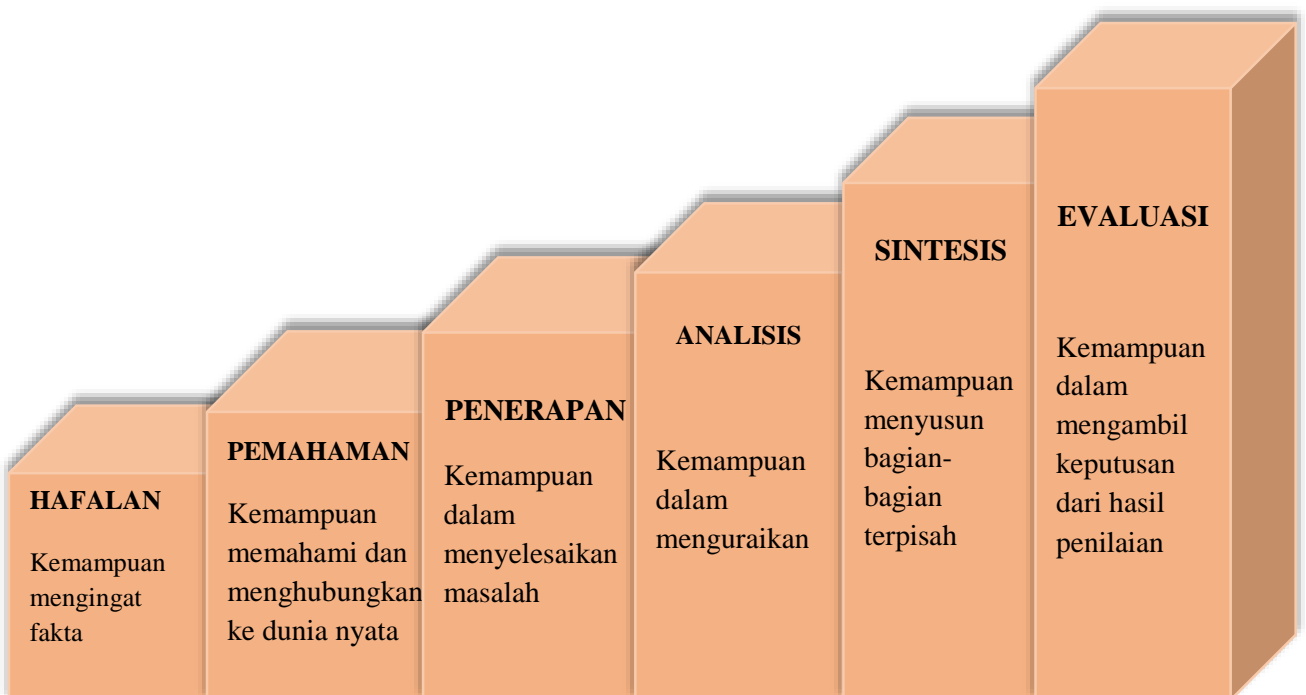 HAFALAN
Kemampuan
mengingat
fakta
PEMAHAMAN
Kemampuan
memahami dan
menghubungkan
ke dunia nyata
PENERAPAN
Kemampuan
dalam
menyelesaikan
masalah
ANALISIS
Kemampuan
dalam
menguraikan
SINTESIS
Kemampuan
menyusun
bagian-
bagian
terpisah
EVALUASI
Kemampuan
dalam
mengambil
keputusan
dari hasil
penilaian